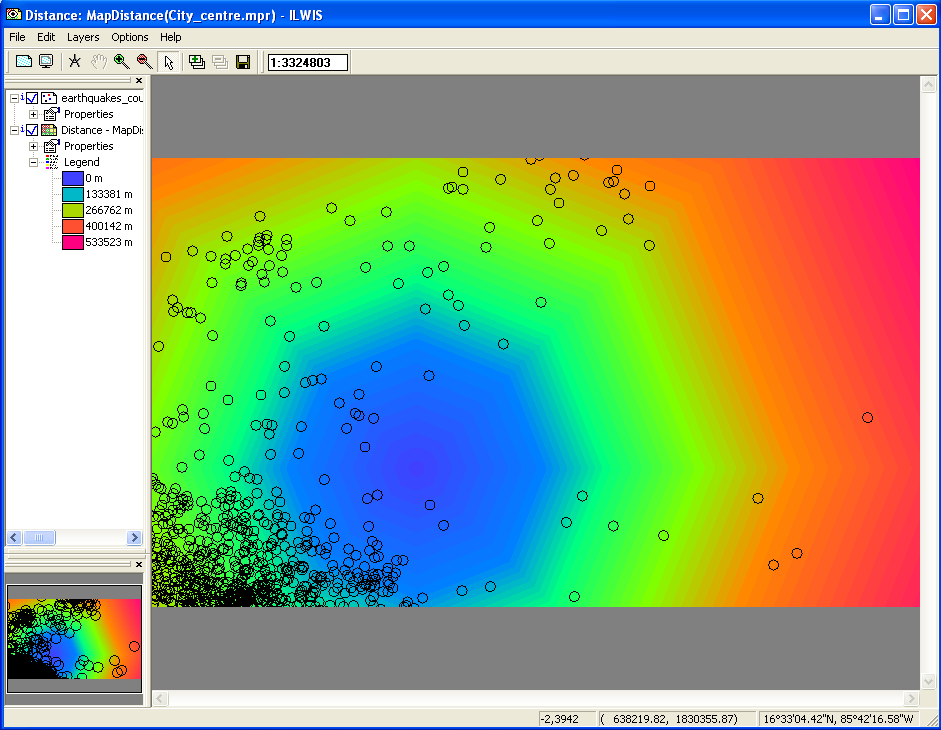 Distance: MapDistance(City_centre.mpr) - ILWIS
File Edit Layers Options Help
1:3324803
earthquakes_cou
Properties
Distance - MapDis
Properties
Legend
0 m
133381 m
266762 m
400142 m
533523 m
-2,3942 ( 638219.82, 1830355.87) 16°33'04.42"N, 85°42'16.58"W